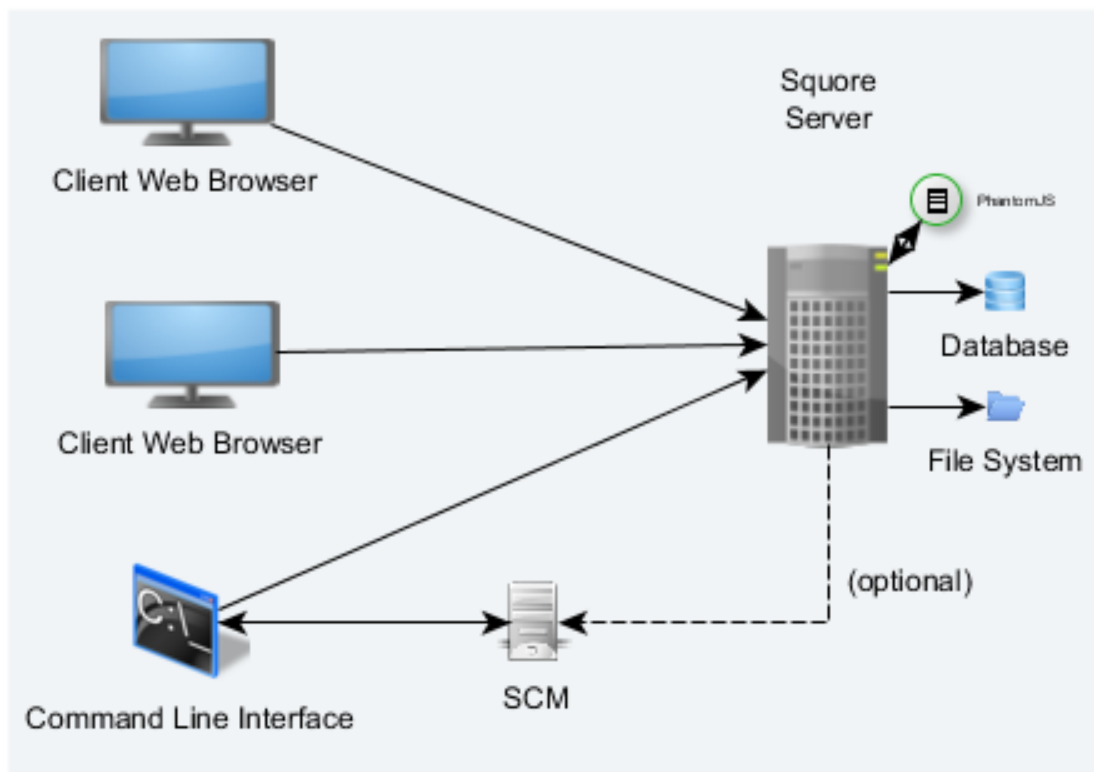 Squore
Server
Client Web Browser
PhantomJS
Database
Client Web Browser
File System
(optional)
C:\_
SCM
Command Line Interface